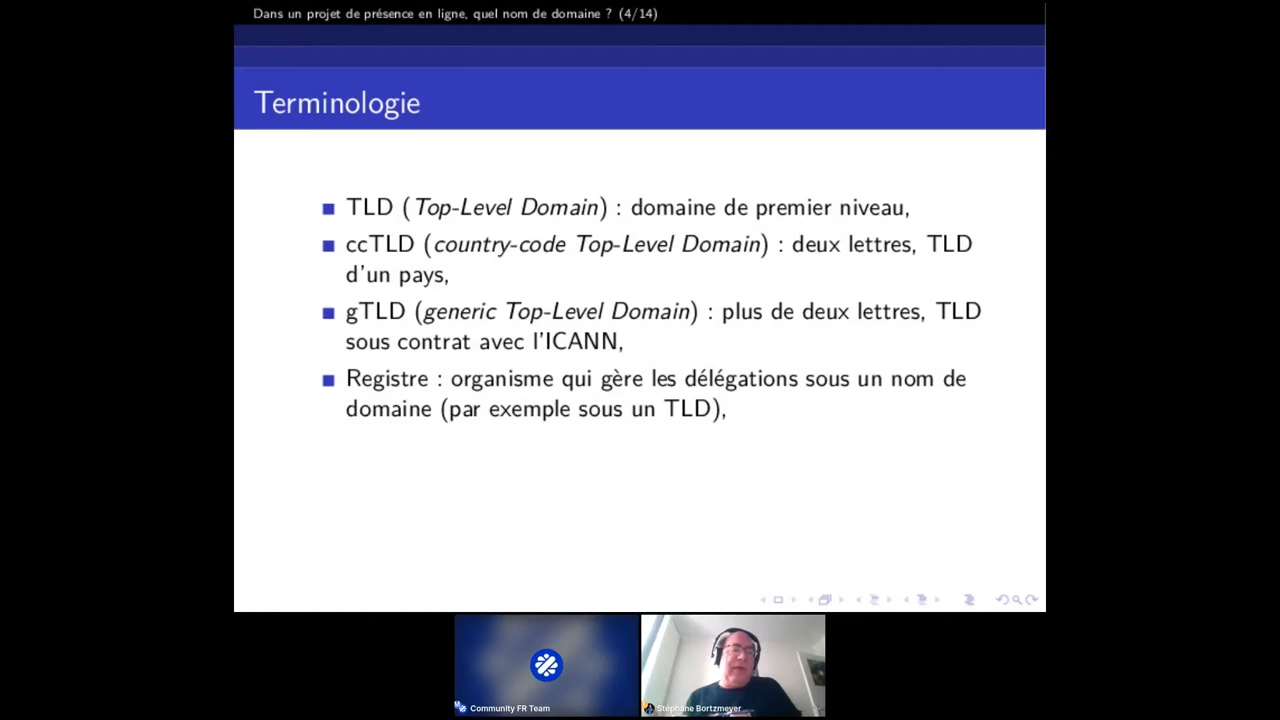 Dans un projet de présence en ligne, quel nom de domaine ? (4/14)
Terminologie
TLD (Top-Level Domain) : domaine de premier niveau,
ccTLD (country-code Top-Level Domain) : deux lettres, TLD
d'un pays,
gTLD (generic Top-Level Domain) : plus de deux lettres, TLD
sous contrat avec l'ICANN,
Registre : organisme qui gère les délégations sous un nom de
domaine (par exemple sous un TLD),
Community FR Team
Stéphane Bortzmeyer